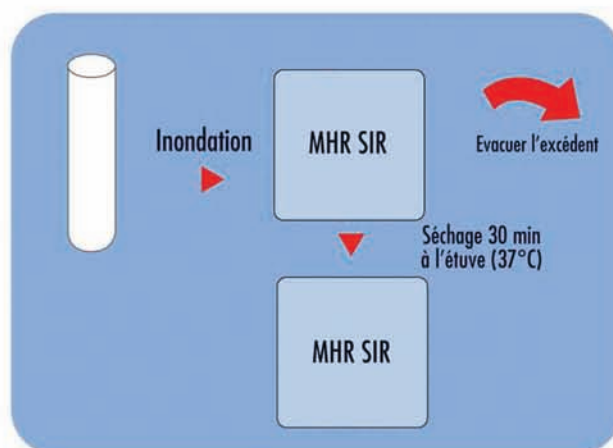 Inondation
MHR SIR
Evacuer l'excédent
Séchage 30 min
à l'étuve (37°C)
MHR SIR